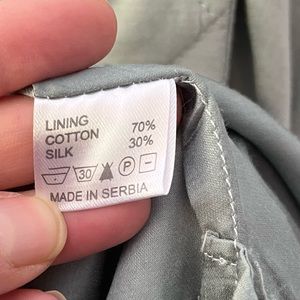 LINING
COTTON 70%
SILK 30%
30 P
MADE IN SERBIA